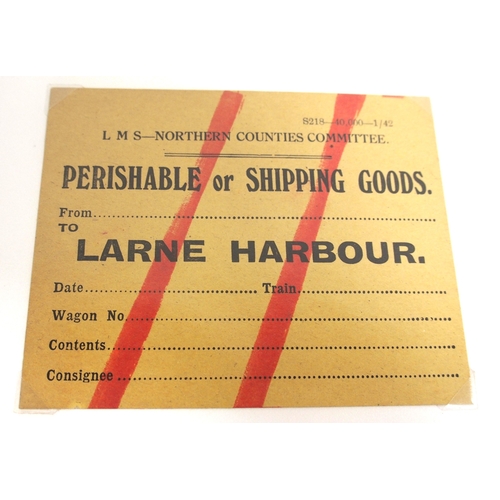 S218—40,000—1/42
L M S—NORTHERN COUNTIES COMMITTEE.
PERISHABLE or SHIPPING GOODS.
From
TO
LARNE HARBOUR.
Date Train
Wagon No.
Contents
Consignee